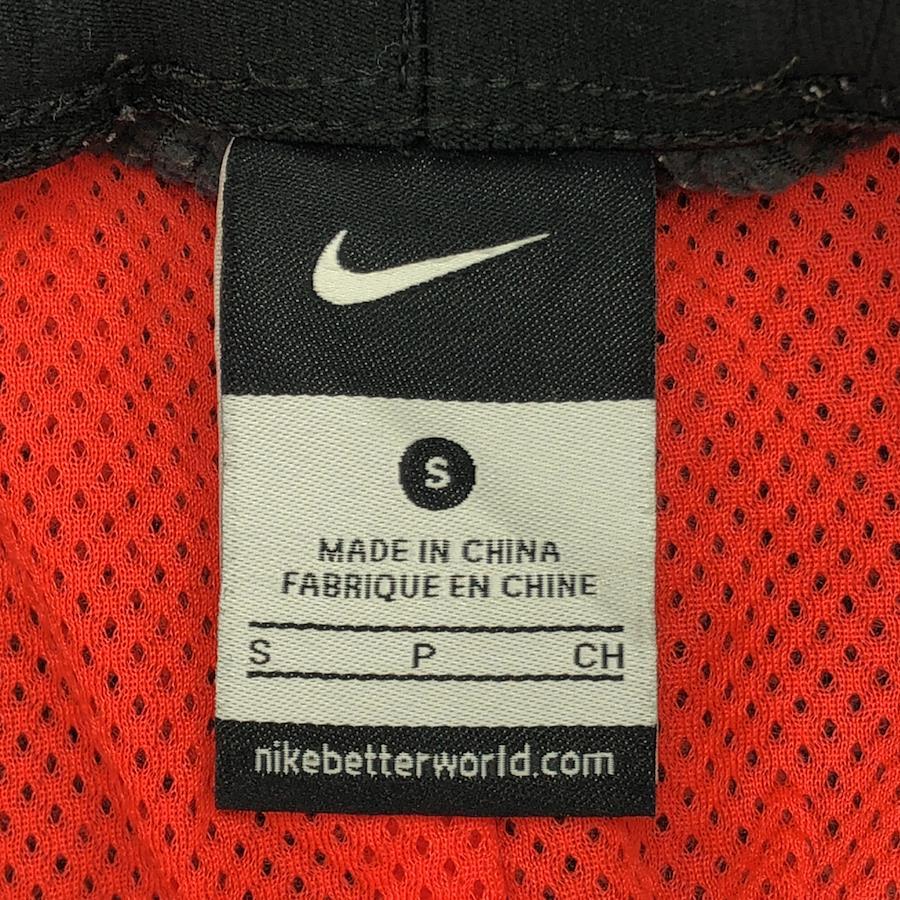 S
MADE IN CHINA
FABRIQUE EN CHINE
S P CH
nikebetterworld.com